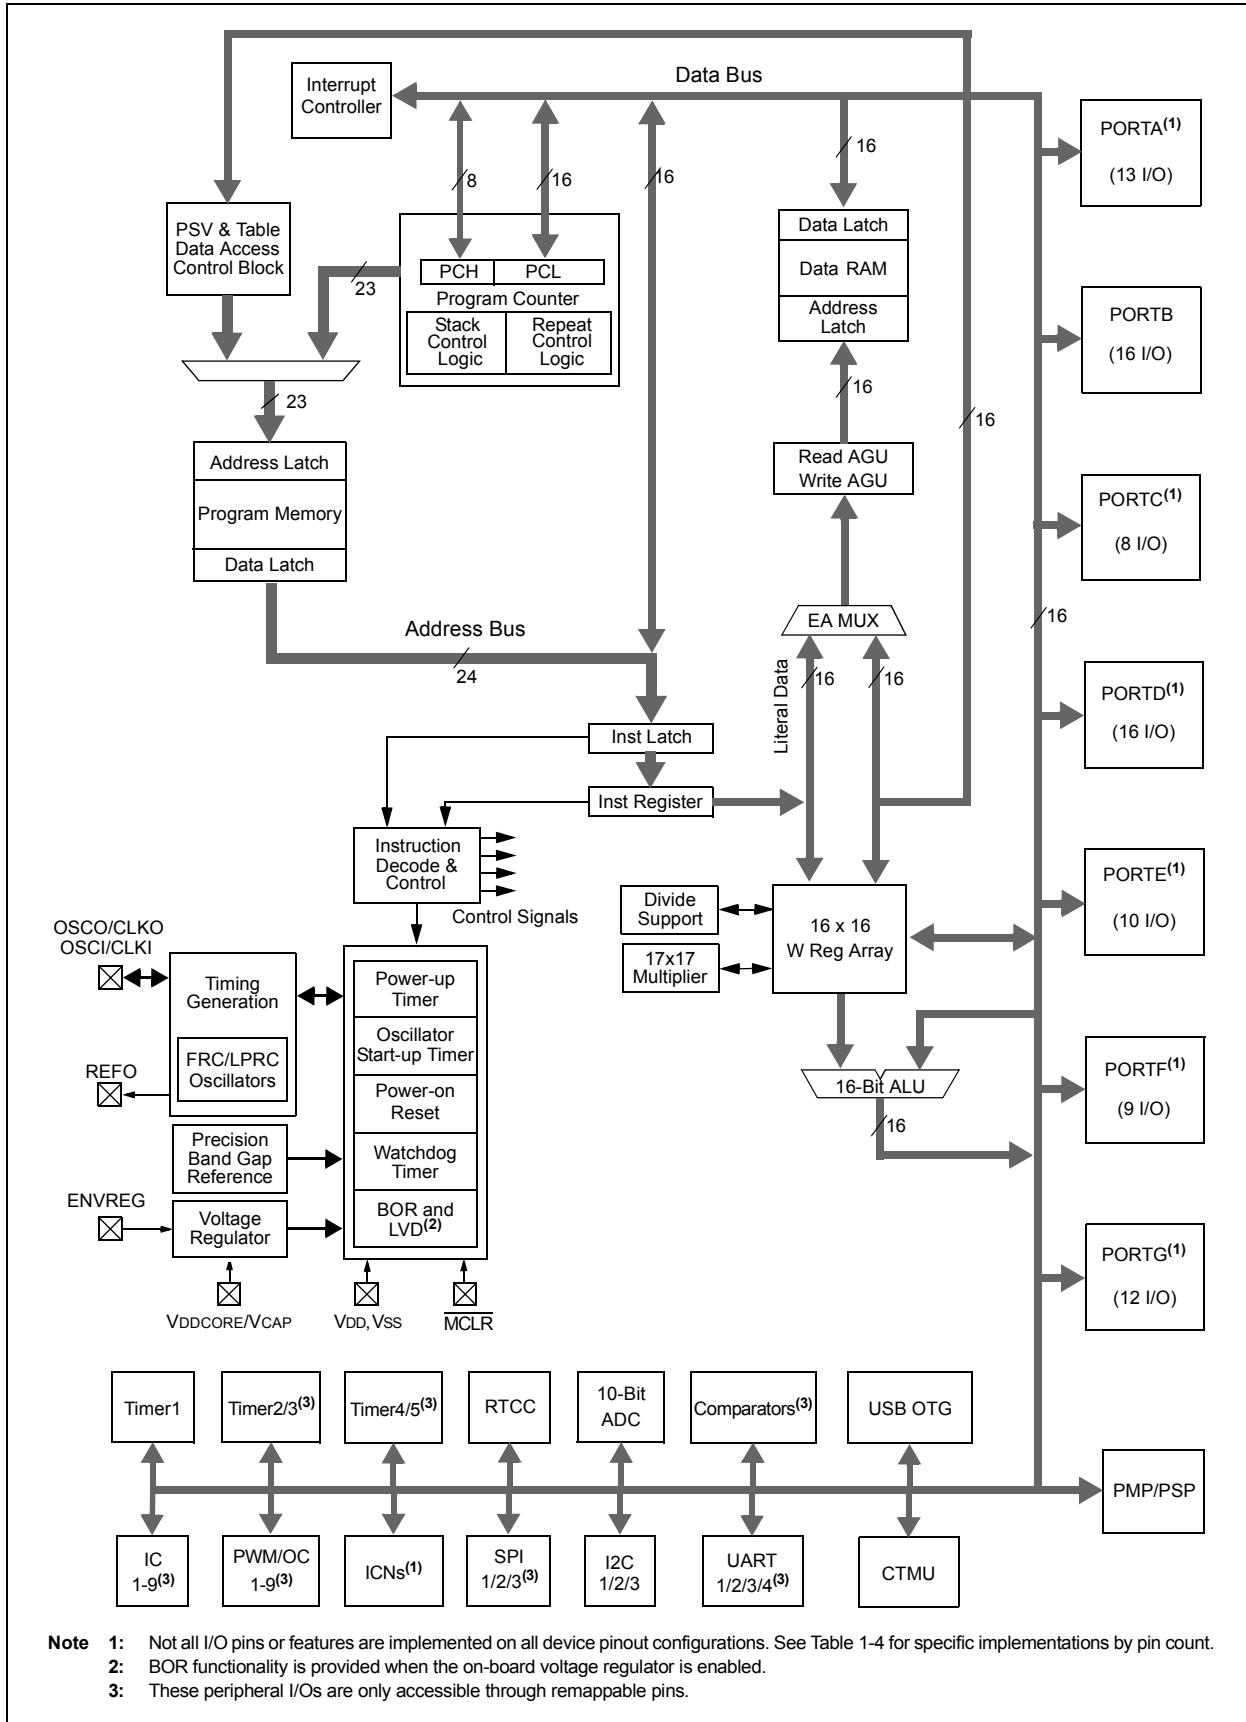 Data Bus
Interrupt
Controller
PORTA(1)
(13 I/O)
8
16
16
16
PSV & Table
Data Access
Control Block
23
PCH
PCL
Program Counter
Stack
Control
Logic
Repeat
Control
Logic
Data Latch
Data RAM
Address
Latch
PORTB
(16 I/O)
23
16
16
Address Latch
Program Memory
Data Latch
Read AGU
Write AGU
PORTC(1)
(8 I/O)
Address Bus
24
EA MUX
16
Literal Data
16
16
PORTD(1)
(16 I/O)
Inst Latch
Inst Register
Instruction
Decode &
Control
Control Signals
Divide
Support
17x17
Multiplier
16 x 16
W Reg Array
PORTE(1)
(10 I/O)
OSCO/CLKO
OSCI/CLKI
Timing
Generation
FRC/LPRC
Oscillators
REFO
Power-up
Timer
Oscillator
Start-up Timer
Power-on
Reset
Watchdog
Timer
BOR and
LVD(2)
16-Bit ALU
16
PORTF(1)
(9 I/O)
Precision
Band Gap
Reference
ENVREG
Voltage
Regulator
PORTG(1)
(12 I/O)
VDDCORE/VCAP
VDD, VSS
MCLR
Timer1
Timer2/3(3)
Timer4/5(3)
RTCC
10-Bit
ADC
Comparators(3)
USB OTG
PMP/PSP
IC
1-9(3)
PWM/OC
1-9(3)
ICNs(1)
SPI
1/2/3(3)
I2C
1/2/3
UART
1/2/3/4(3)
CTMU
Note 1: Not all I/O pins or features are implemented on all device pinout configurations. See Table 1-4 for specific implementations by pin count.
2: BOR functionality is provided when the on-board voltage regulator is enabled.
3: These peripheral I/Os are only accessible through remappable pins.